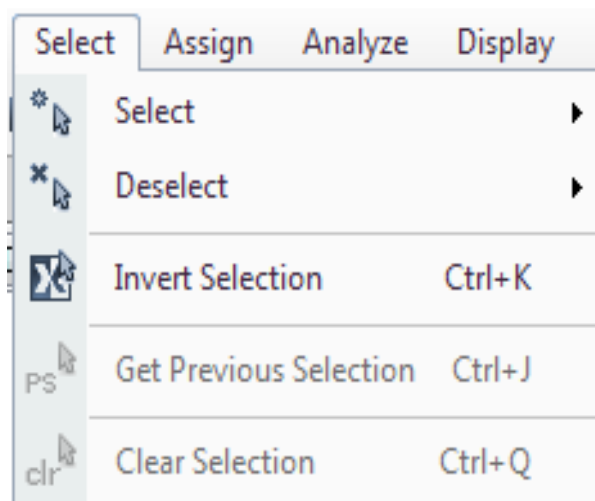 Select Assign Analyze Display
Select
Deselect
Invert Selection Ctrl+K
PS Get Previous Selection Ctrl+J
clr Clear Selection Ctrl+Q